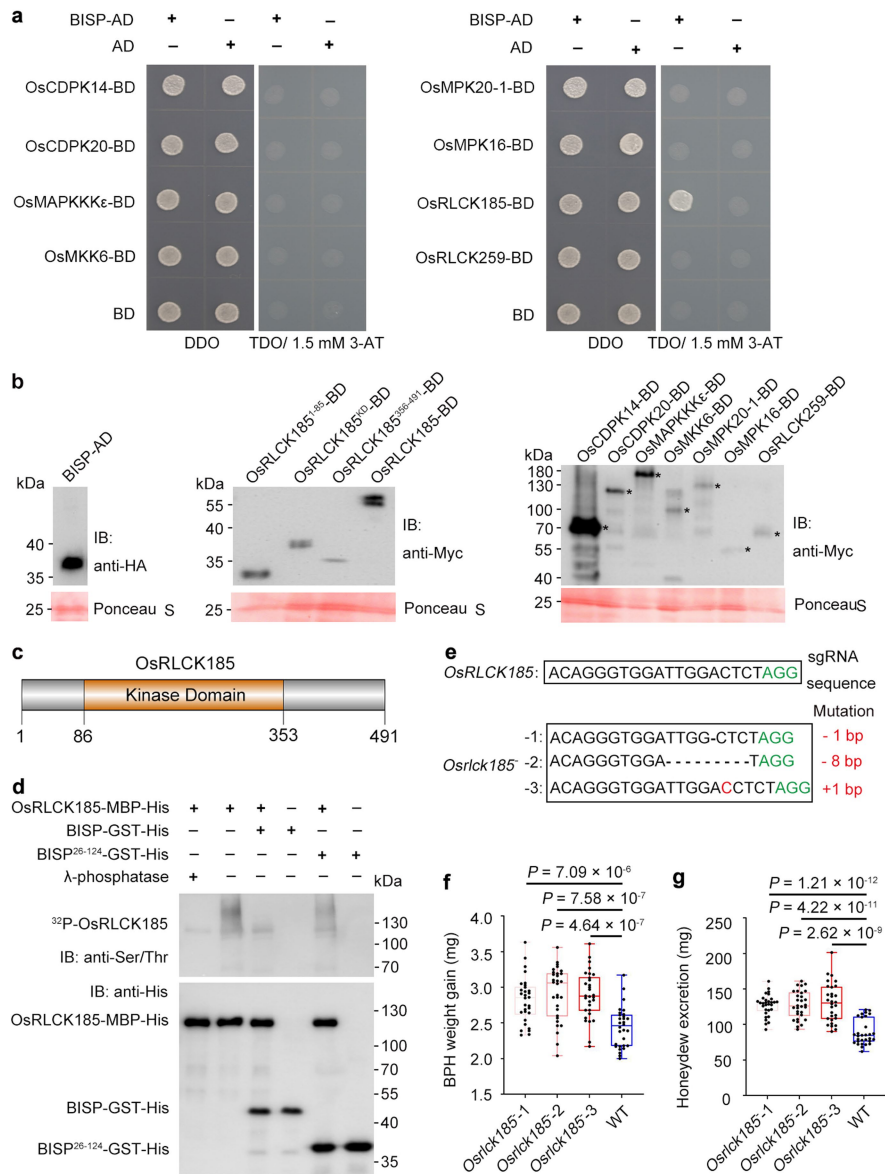 a
BISP-AD + – + –
AD – + – +
OsCDPK14-BD
OsCDPK20-BD
OsMAPKKKε-BD
OsMKK6-BD
BD
DDO TDO/ 1.5 mM 3-AT
BISP-AD + – + –
AD – + – +
OsMPK20-1-BD
OsMPK16-BD
OsRLCK185-BD
OsRLCK259-BD
BD
DDO TDO/ 1.5 mM 3-AT
b
kDa
BISP-AD
40
35
25
IB:
anti-HA
Ponceau S
kDa
OsRLCK185¹⁻⁸⁵-BD
OsRLCK185ᴷᴰ-BD
OsRLCK185³⁵⁶⁻⁴⁹¹-BD
OsRLCK185-BD
55
40
35
25
IB:
anti-Myc
Ponceau S
kDa
OsCDPK14-BD
OsCDPK20-BD
OsMAPKKKε-BD
OsMKK6-BD
OsMPK20-1-BD
OsMPK16-BD
OsRLCK259-BD
180
130
100
70 *
55
40
25
* * * * * *
IB:
anti-Myc
PonceauS
c
OsRLCK185
Kinase Domain
1 86 353 491
e
OsRLCK185: ACAGGGTGGATTGGACTCTAGG sgRNA
sequence
Mutation
Osrlck185⁻
-1: ACAGGGTGGATTGG-CTCTAGG - 1 bp
-2: ACAGGGTGGA--------TAGG - 8 bp
-3: ACAGGGTGGATTGGACCTCTAGG +1 bp
d
OsRLCK185-MBP-His + + + – + –
BISP-GST-His – – + + – –
BISP²⁶⁻¹²⁴-GST-His – – – – + +
λ-phosphatase + – – – – –
kDa
³²P-OsRLCK185
IB: anti-Ser/Thr
130
100
70
IB: anti-His
OsRLCK185-MBP-His
BISP-GST-His
BISP²⁶⁻¹²⁴-GST-His
130
100
70
55
40
35
f
P = 7.09 × 10⁻⁶
P = 7.58 × 10⁻⁷
P = 4.64 × 10⁻⁷
BPH weight gain (mg)
4.0
3.5
3.0
2.5
2.0
1.5
Osrlck185⁻-1
Osrlck185⁻-2
Osrlck185⁻-3
WT
g
P = 1.21 × 10⁻¹²
P = 4.22 × 10⁻¹¹
P = 2.62 × 10⁻⁹
Honeydew excretion (mg)
250
200
150
100
50
0
Osrlck185⁻-1
Osrlck185⁻-2
Osrlck185⁻-3
WT